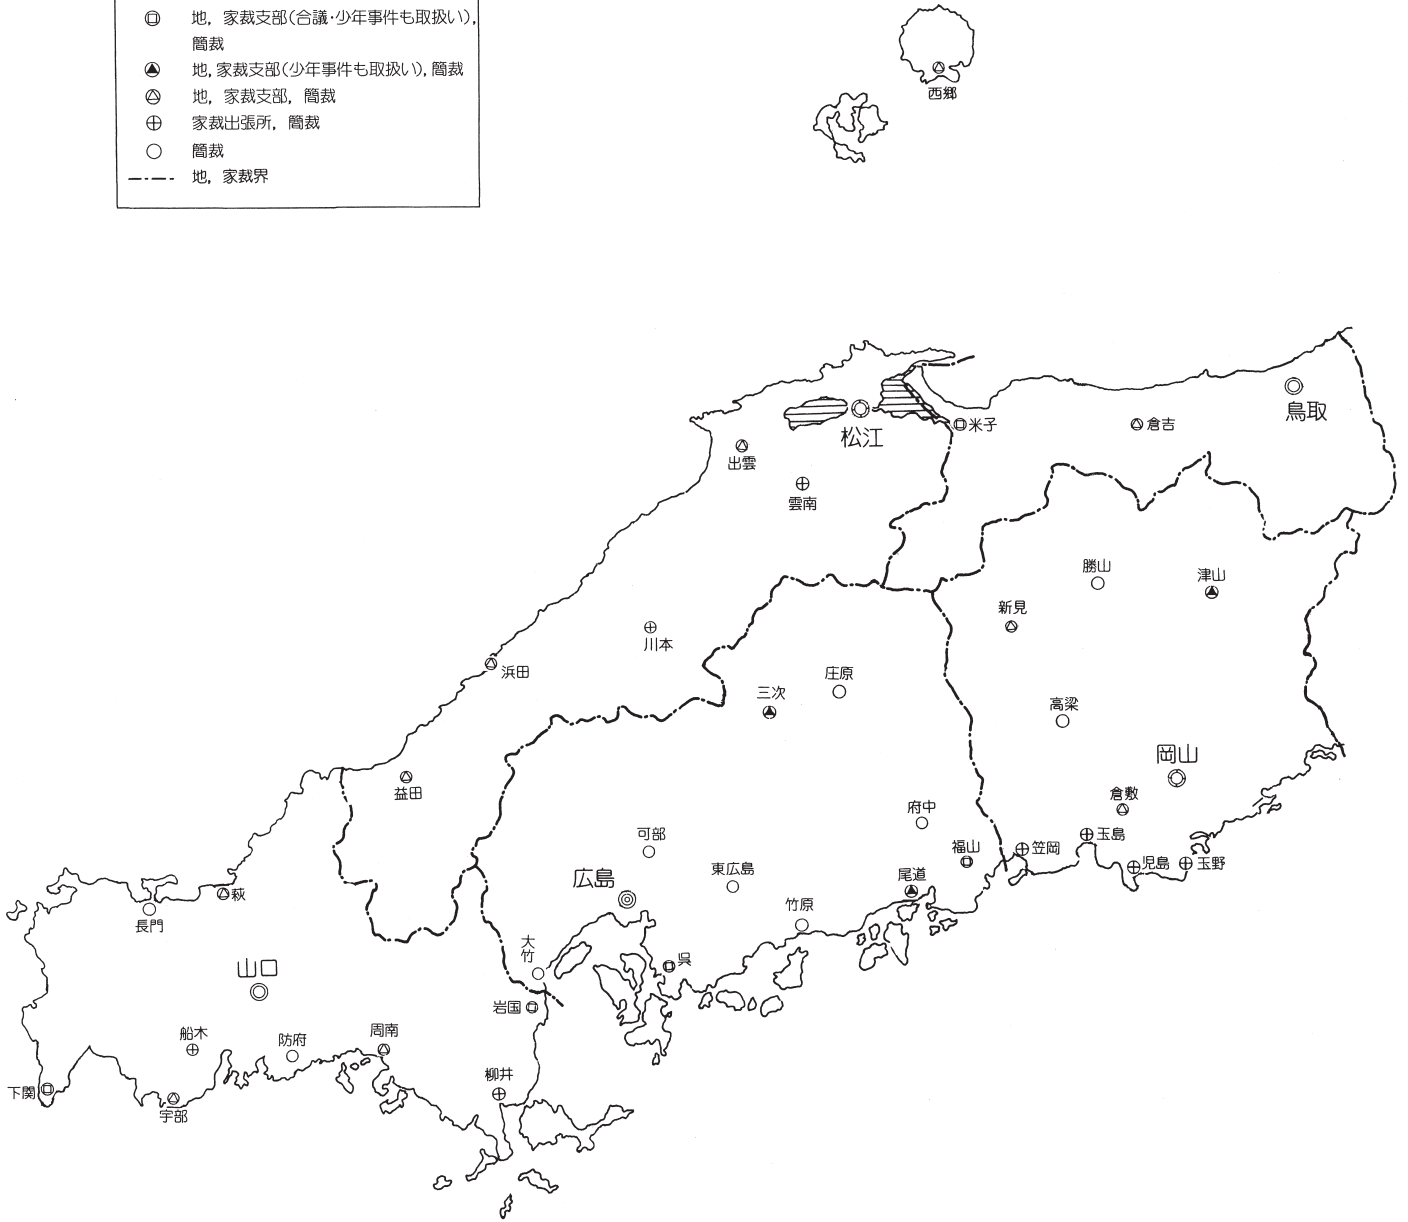 地，家裁支部(合議・少年事件も取扱い)，
簡裁
地，家裁支部(少年事件も取扱い)，簡裁
地，家裁支部，簡裁
家裁出張所，簡裁
簡裁
地，家裁界
西郷
鳥取
松江
米子
倉吉
出雲
雲南
勝山
津山
新見
川本
浜田
庄原
三次
高梁
岡山
益田
倉敷
府中
可部
福山
笠岡
玉島
児島
玉野
東広島
広島
尾道
竹原
萩
長門
大竹
呉
山口
岩国
船木
防府
周南
柳井
下関
宇部